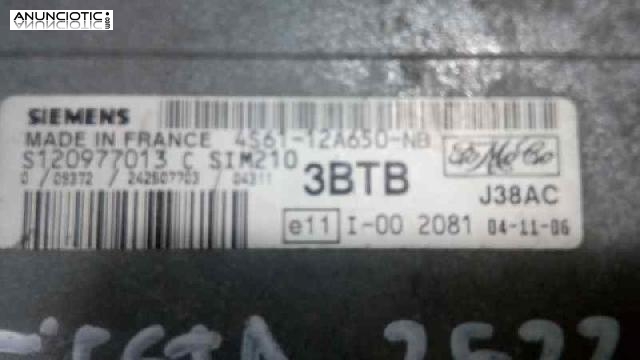 ANUNCIOTIC.com
SIEMENS
MADE IN FRANCE 4S61-12A650-NB
S120977013 C SIM210
0 / 09372 / 242607703 / 04311
3BTB
FoMoCo
J38AC
e11 I-00 2081 04-11-06